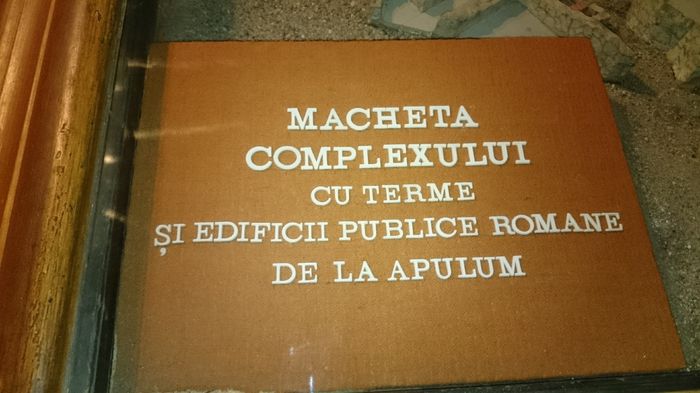 MACHETA
COMPLEXULUI
CU TERME
ȘI EDIFICII PUBLICE ROMANE
DE LA APULUM